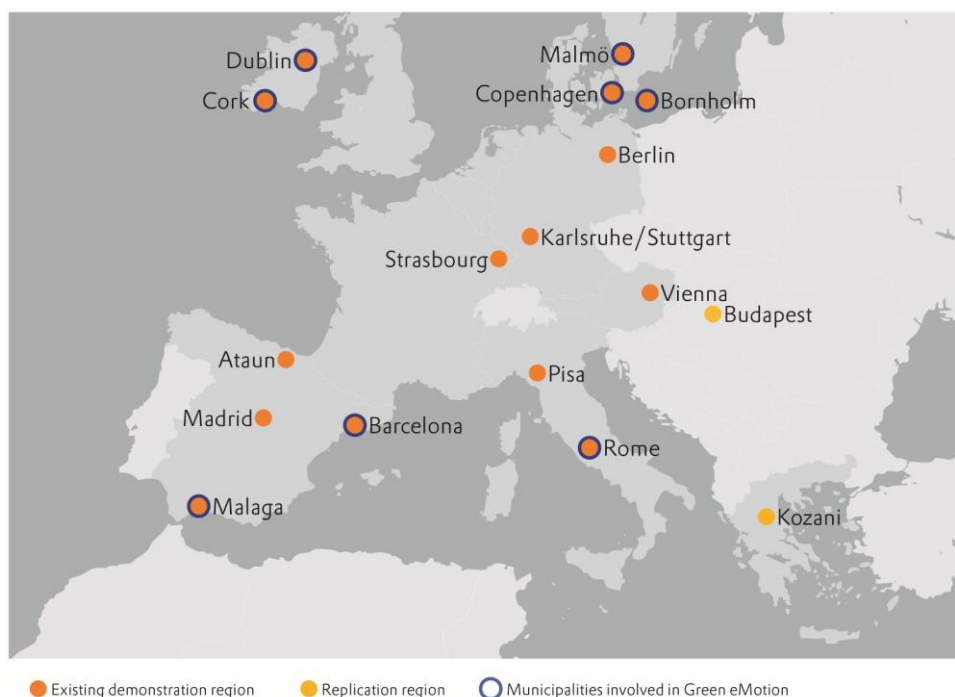 Dublin
Malmö
Cork
Copenhagen
Bornholm
Berlin
Karlsruhe/Stuttgart
Strasbourg
Vienna
Budapest
Ataun
Pisa
Madrid
Barcelona
Rome
Malaga
Kozani
Existing demonstration region
Replication region
Municipalities involved in Green eMotion